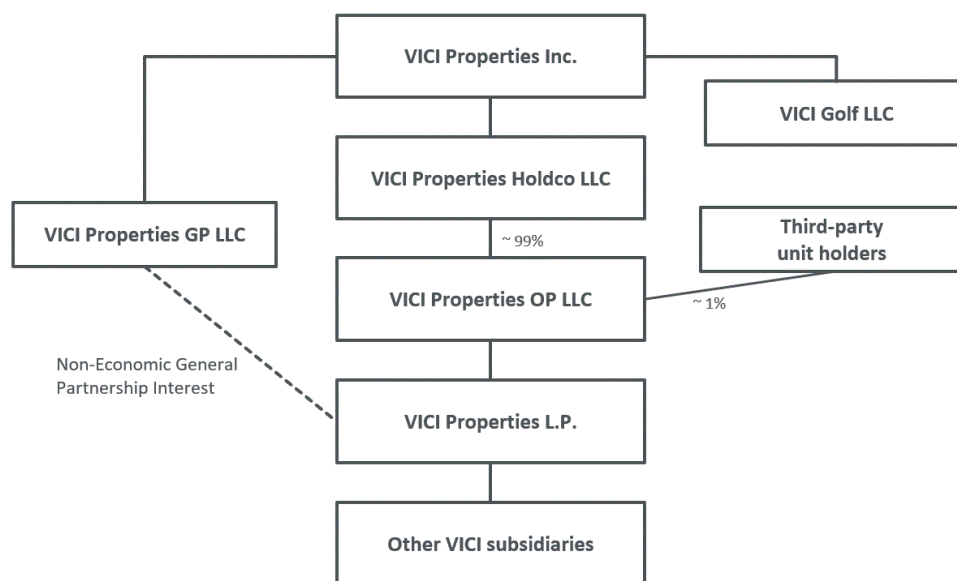 VICI Properties Inc.
VICI Golf LLC
VICI Properties Holdco LLC
VICI Properties GP LLC
Third-party
unit holders
~ 99%
VICI Properties OP LLC
~ 1%
Non-Economic General
Partnership Interest
VICI Properties L.P.
Other VICI subsidiaries